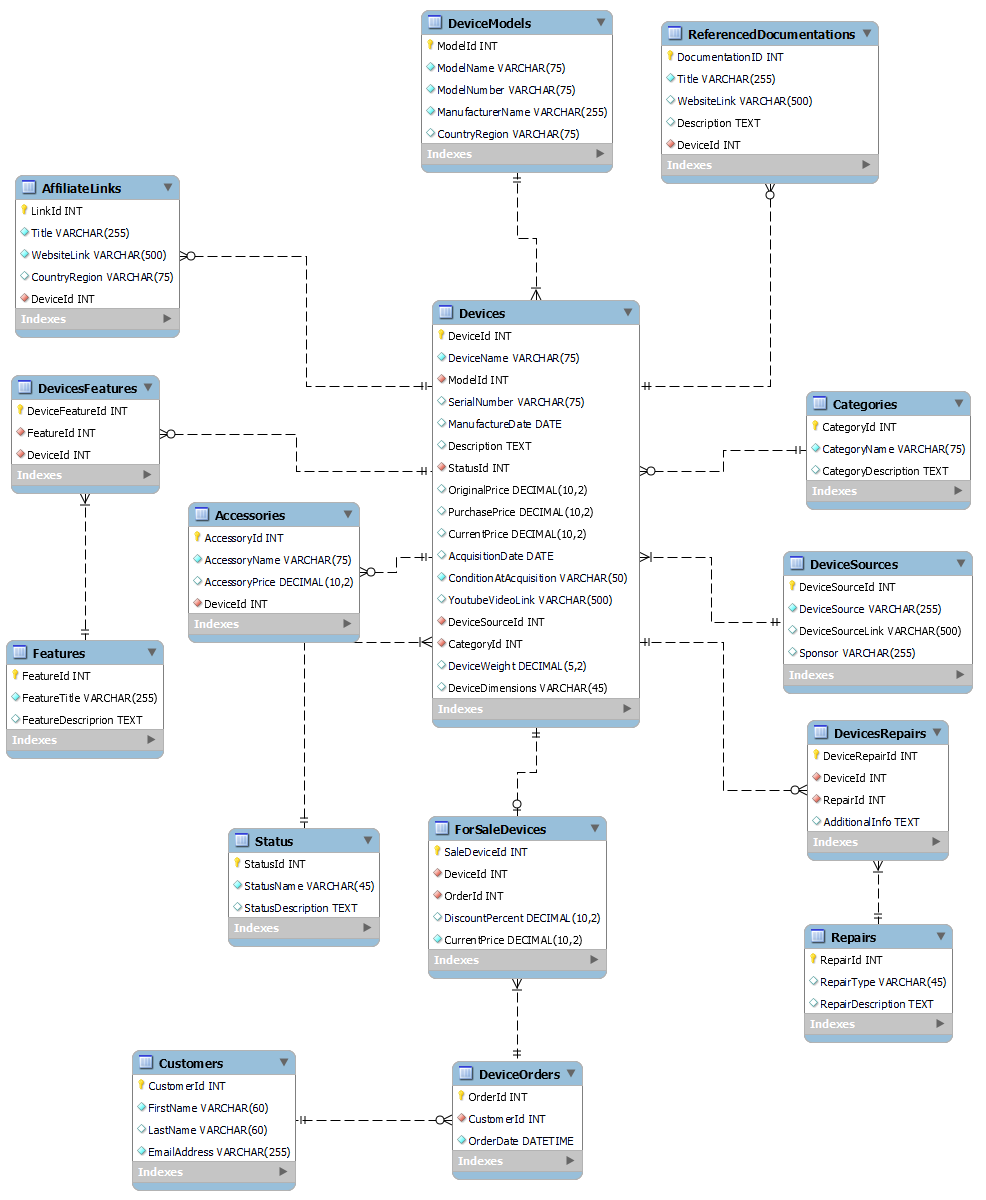 DeviceModels
ModelId INT
ModelName VARCHAR(75)
ModelNumber VARCHAR(75)
ManufacturerName VARCHAR(255)
CountryRegion VARCHAR(75)
Indexes
ReferencedDocumentations
DocumentationID INT
Title VARCHAR(255)
WebsiteLink VARCHAR(500)
Description TEXT
DeviceId INT
Indexes
AffiliateLinks
LinkId INT
Title VARCHAR(255)
WebsiteLink VARCHAR(500)
CountryRegion VARCHAR(75)
DeviceId INT
Indexes
Devices
DeviceId INT
DeviceName VARCHAR(75)
ModelId INT
SerialNumber VARCHAR(75)
ManufactureDate DATE
Description TEXT
StatusId INT
OriginalPrice DECIMAL(10,2)
PurchasePrice DECIMAL(10,2)
CurrentPrice DECIMAL(10,2)
AcquisitionDate DATE
ConditionAtAcquisition VARCHAR(50)
YoutubeVideoLink VARCHAR(500)
DeviceSourceId INT
CategoryId INT
DeviceWeight DECIMAL(5,2)
DeviceDimensions VARCHAR(45)
Indexes
DevicesFeatures
DeviceFeatureId INT
FeatureId INT
DeviceId INT
Indexes
Categories
CategoryId INT
CategoryName VARCHAR(75)
CategoryDescription TEXT
Indexes
Accessories
AccessoryId INT
AccessoryName VARCHAR(75)
AccessoryPrice DECIMAL(10,2)
DeviceId INT
Indexes
DeviceSources
DeviceSourceId INT
DeviceSource VARCHAR(255)
DeviceSourceLink VARCHAR(500)
Sponsor VARCHAR(255)
Indexes
Features
FeatureId INT
FeatureTitle VARCHAR(255)
FeatureDescriprion TEXT
Indexes
DevicesRepairs
DeviceRepairId INT
DeviceId INT
RepairId INT
AdditionalInfo TEXT
Indexes
Status
StatusId INT
StatusName VARCHAR(45)
StatusDescription TEXT
Indexes
ForSaleDevices
SaleDeviceId INT
DeviceId INT
OrderId INT
DiscountPercent DECIMAL(10,2)
CurrentPrice DECIMAL(10,2)
Indexes
Repairs
RepairId INT
RepairType VARCHAR(45)
RepairDescription TEXT
Indexes
Customers
CustomerId INT
FirstName VARCHAR(60)
LastName VARCHAR(60)
EmailAddress VARCHAR(255)
Indexes
DeviceOrders
OrderId INT
CustomerId INT
OrderDate DATETIME
Indexes